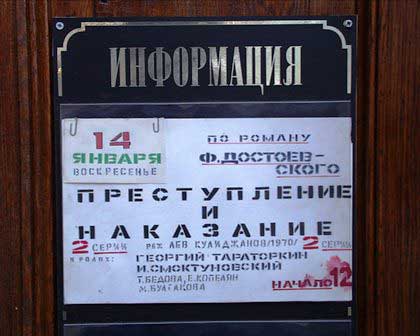 ИНФОРМАЦИЯ
14
ЯНВАРЯ
ВОСКРЕСЕНЬЕ
ПО РОМАНУ
Ф.ДОСТОЕВ-
СКОГО
ПРЕСТУПЛЕНИЕ
И
НАКАЗАНИЕ
2 СЕРИИ РЕЖ ЛЕВ КУЛИДЖАНОВ/1970/ 2 СЕРИИ
В РОЛЯХ: ГЕОРГИЙ ТАРАТОРКИН
И.СМОКТУНОВСКИЙ
Т.БЕДОВА, Е.КОПЕЛЯН
М.БУЛГАКОВА
НАЧАЛО 12